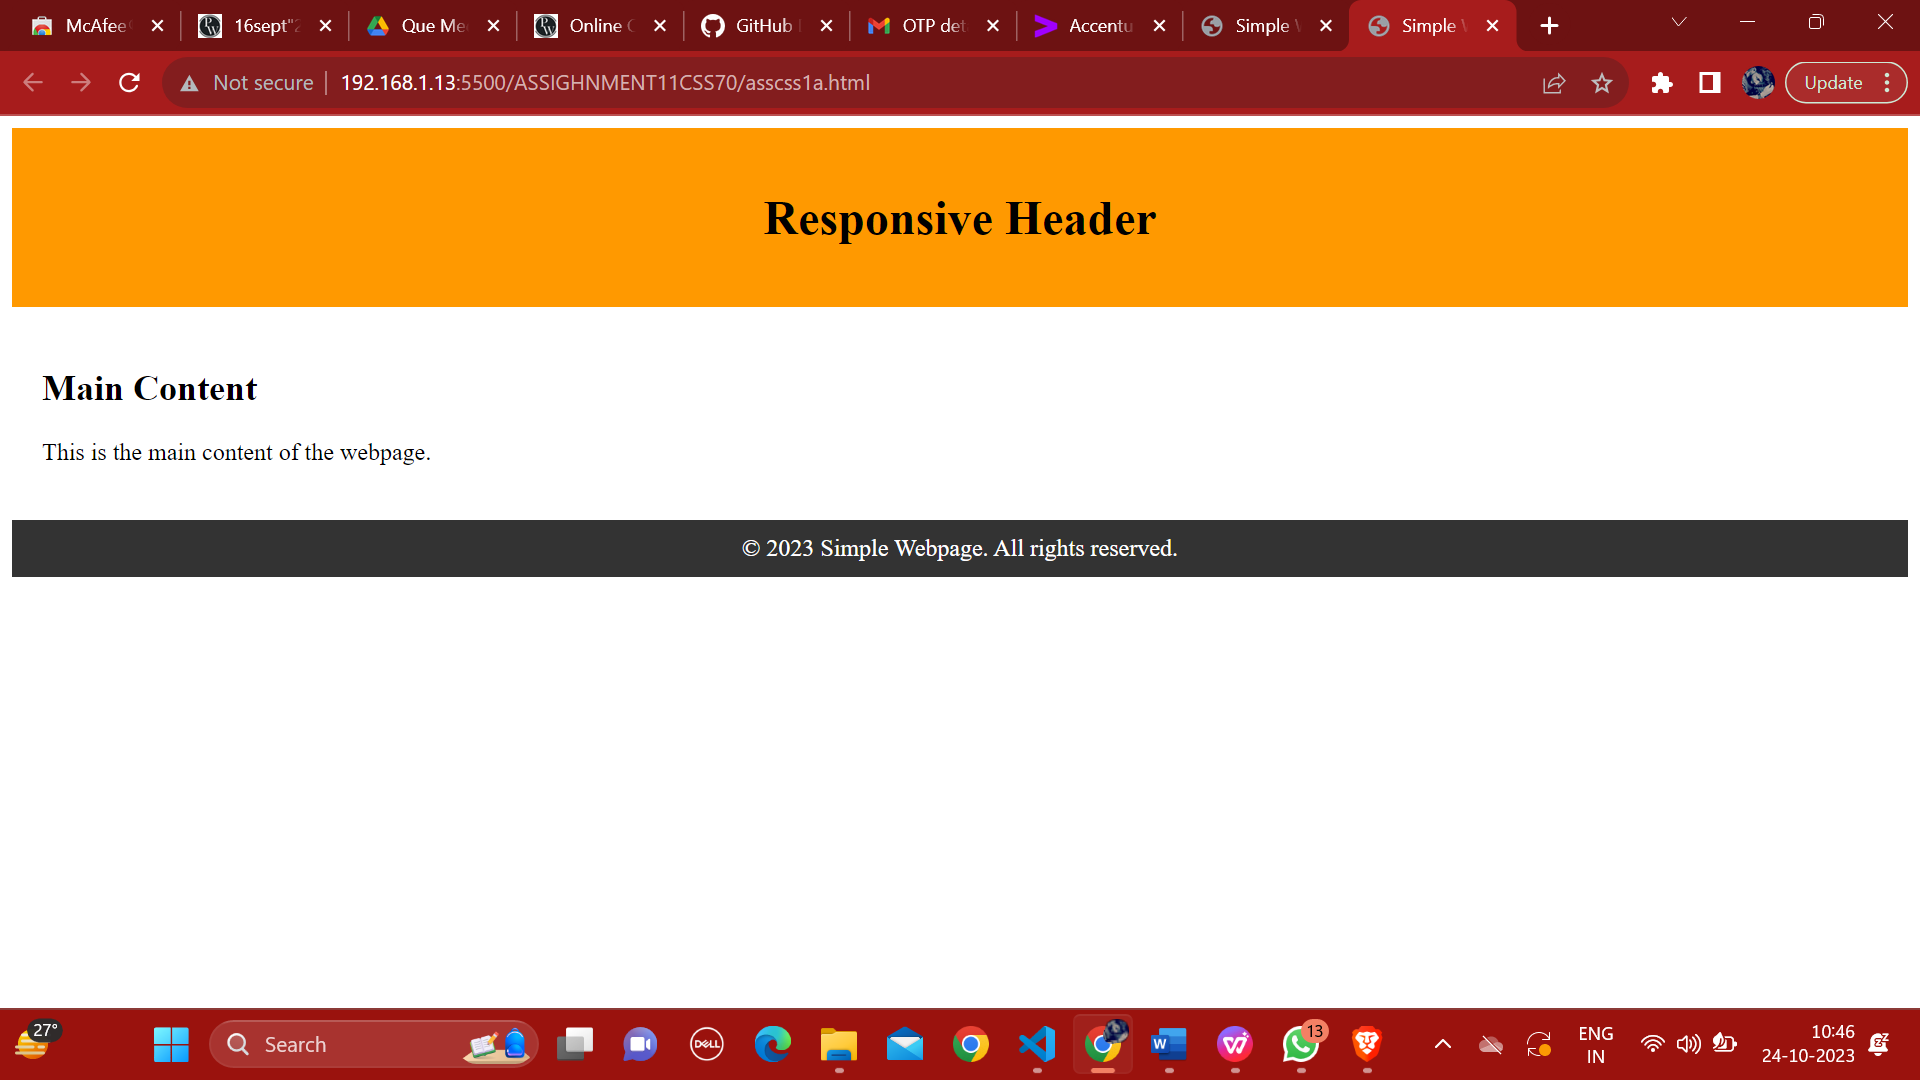 McAfee
16sept"2
Que Me
Online C
GitHub
OTP det
Accentu
Simple
Simple
Not secure
192.168.1.13:5500/ASSIGHNMENT11CSS70/asscss1a.html
Update
Responsive Header
Main Content
This is the main content of the webpage.
© 2023 Simple Webpage. All rights reserved.
27°
Search
DELL
W
13
ENG
IN
10:46
24-10-2023